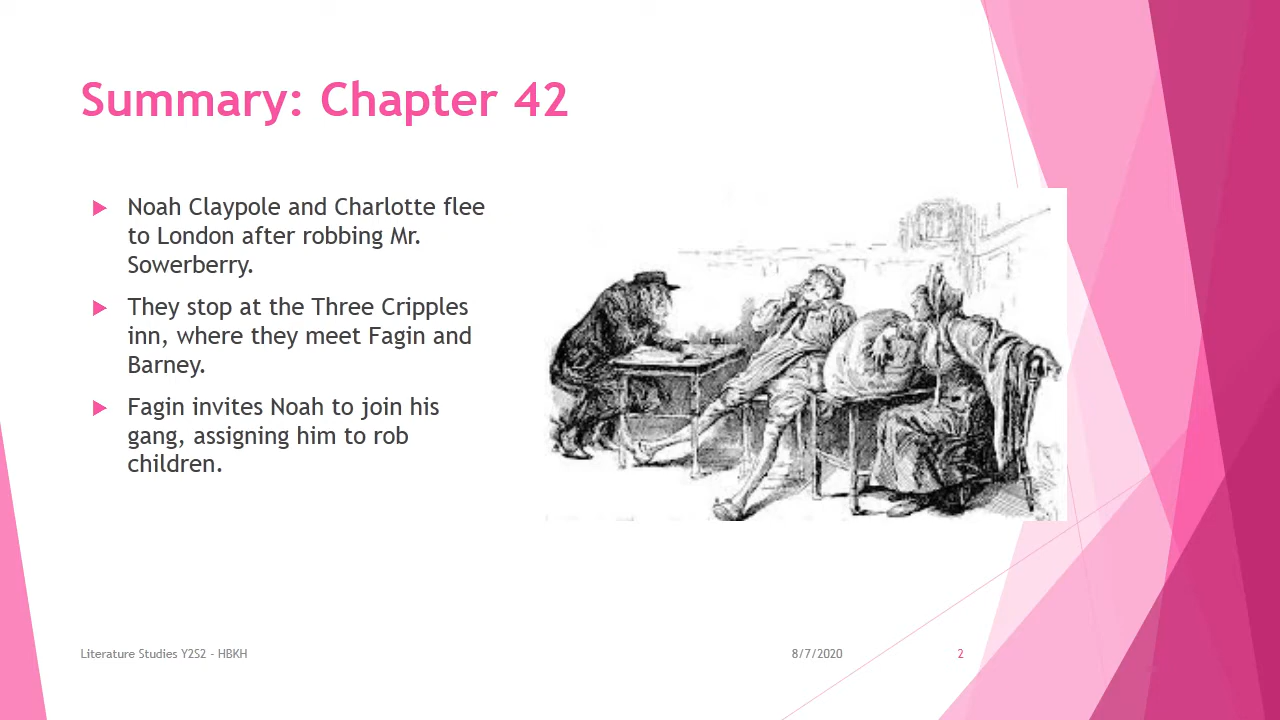 Summary: Chapter 42
Noah Claypole and Charlotte flee
to London after robbing Mr.
Sowerberry.
They stop at the Three Cripples
inn, where they meet Fagin and
Barney.
Fagin invites Noah to join his
gang, assigning him to rob
children.
Literature Studies Y2S2 - HBKH
8/7/2020
2